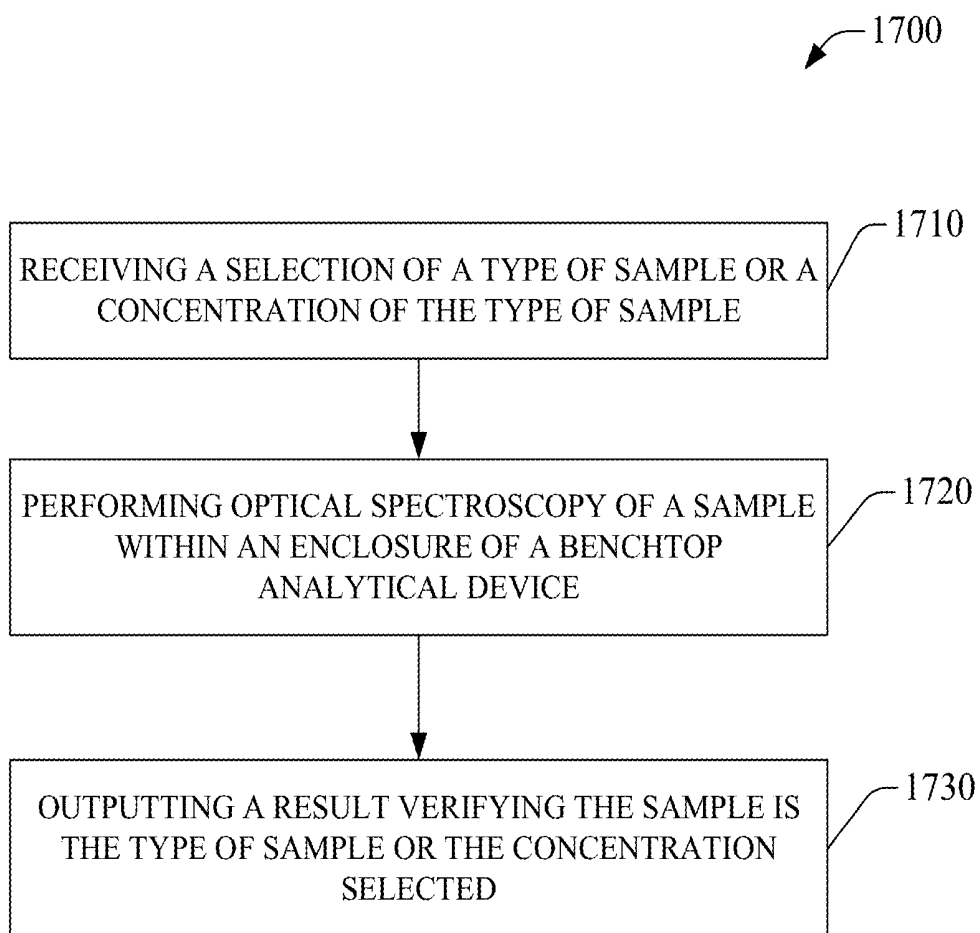 1700
1710
RECEIVING A SELECTION OF A TYPE OF SAMPLE OR A
CONCENTRATION OF THE TYPE OF SAMPLE
1720
PERFORMING OPTICAL SPECTROSCOPY OF A SAMPLE
WITHIN AN ENCLOSURE OF A BENCHTOP
ANALYTICAL DEVICE
1730
OUTPUTTING A RESULT VERIFYING THE SAMPLE IS
THE TYPE OF SAMPLE OR THE CONCENTRATION
SELECTED